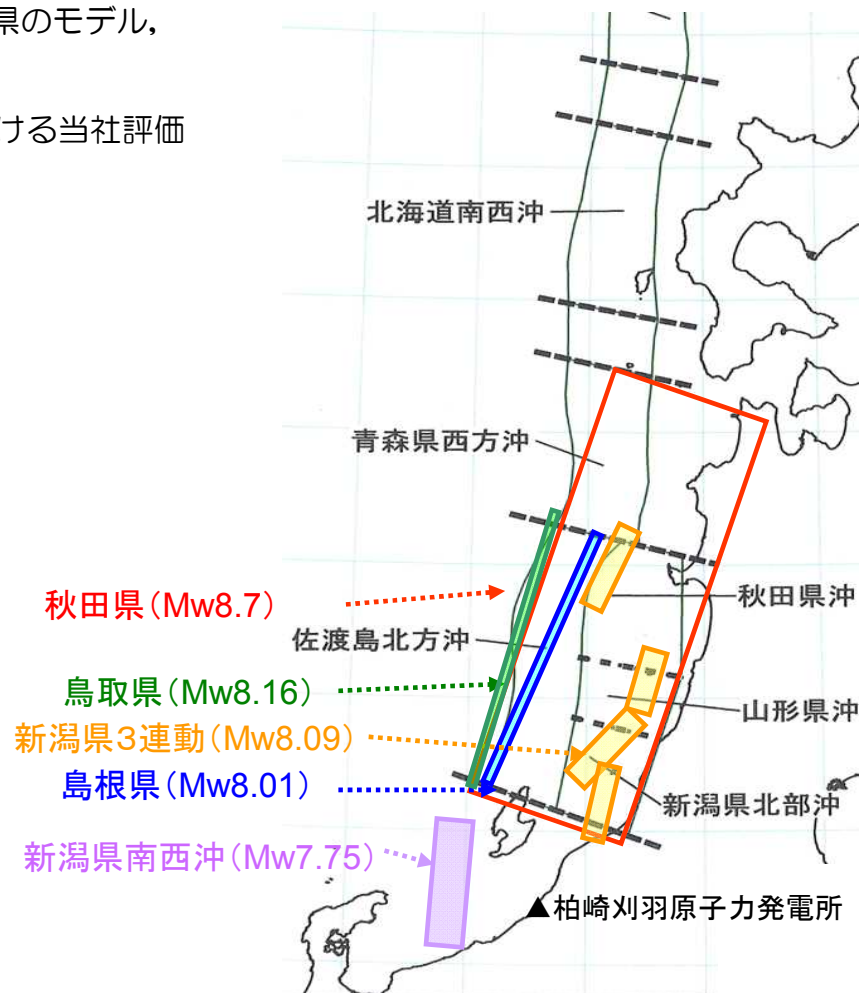 県のモデル,
ける当社評価
北海道南西沖
青森県西方沖
秋田県(Mw8.7)
秋田県沖
佐渡島北方沖
鳥取県(Mw8.16)
山形県沖
新潟県3連動(Mw8.09)
島根県(Mw8.01)
新潟県北部沖
新潟県南西沖(Mw7.75)
▲柏崎刈羽原子力発電所